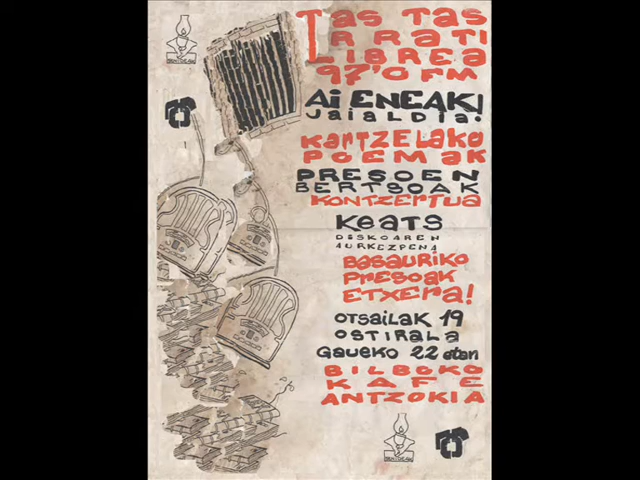 TAS TAS
IRRATI
LIBREA
97'0 FM
Ai ENEAK!
JAIALDIA!
KARTZELAKO
POEMAK
PRESOEN
BERTSOAK
KONTZERTUA
KEATS
DISKOAREN
AURKEZPENA
BASAURIKO
PRESOAK
ETXERA!
OTSAILAK 19
OSTIRALA
GAUEKO 22 etan
BILBOKO
KAFE
ANTZOKIA